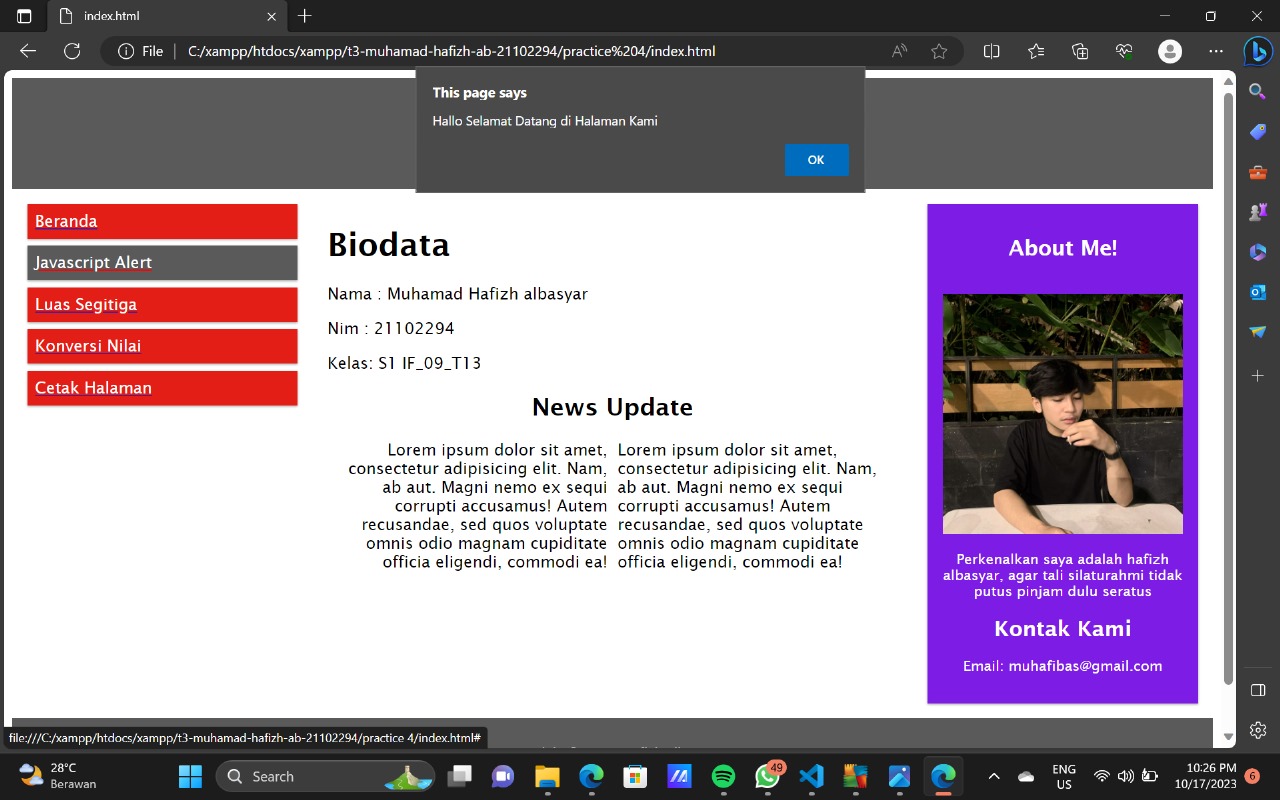 index.html
File
C:/xampp/htdocs/xampp/t3-muhamad-hafizh-ab-21102294/practice%204/index.html
This page says
Hallo Selamat Datang di Halaman Kami
OK
Beranda
Javascript Alert
Luas Segitiga
Konversi Nilai
Cetak Halaman
Biodata
Nama : Muhamad Hafizh albasyar
Nim : 21102294
Kelas: S1 IF_09_T13
News Update
Lorem ipsum dolor sit amet,
consectetur adipisicing elit. Nam,
ab aut. Magni nemo ex sequi
corrupti accusamus! Autem
recusandae, sed quos voluptate
omnis odio magnam cupiditate
officia eligendi, commodi ea!
Lorem ipsum dolor sit amet,
consectetur adipisicing elit. Nam,
ab aut. Magni nemo ex sequi
corrupti accusamus! Autem
recusandae, sed quos voluptate
omnis odio magnam cupiditate
officia eligendi, commodi ea!
About Me!
Perkenalkan saya adalah hafizh
albasyar, agar tali silaturahmi tidak
putus pinjam dulu seratus
Kontak Kami
Email: muhafibas@gmail.com
file:///C:/xampp/htdocs/xampp/t3-muhamad-hafizh-ab-21102294/practice 4/index.html#
28°C
Berawan
Search
49
ENG
US
10:26 PM
10/17/2023
6